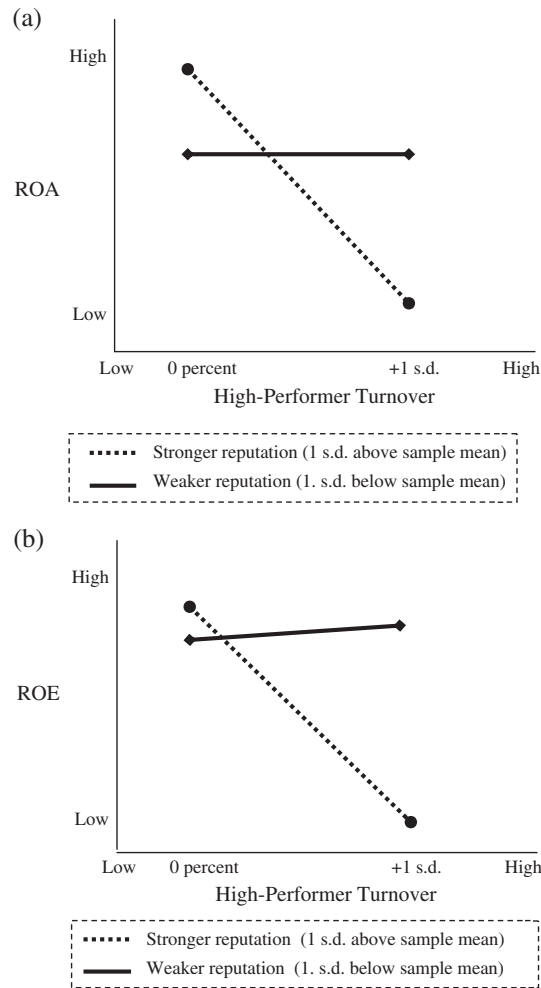 (a)
High
ROA
Low
Low 0 percent +1 s.d. High
High-Performer Turnover
Stronger reputation (1 s.d. above sample mean)
Weaker reputation (1. s.d. below sample mean)
(b)
High
ROE
Low
Low 0 percent +1 s.d. High
High-Performer Turnover
Stronger reputation (1 s.d. above sample mean)
Weaker reputation (1. s.d. below sample mean)